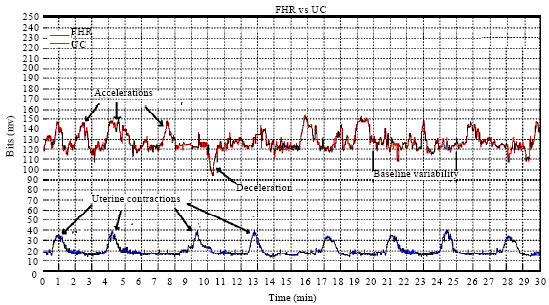 FHR vs UC
250
240
230
220
210
200
190
180
170
160
150
140
130
120
110
100
90
80
70
60
50
40
30
20
10
0
Bits (mv)
FHR
UC
Accelerations
Deceleration
Baseline variability
Uterine contractions
0 1 2 3 4 5 6 7 8 9 10 11 12 13 14 15 16 17 18 19 20 21 22 23 24 25 26 27 28 29 30
Time (min)